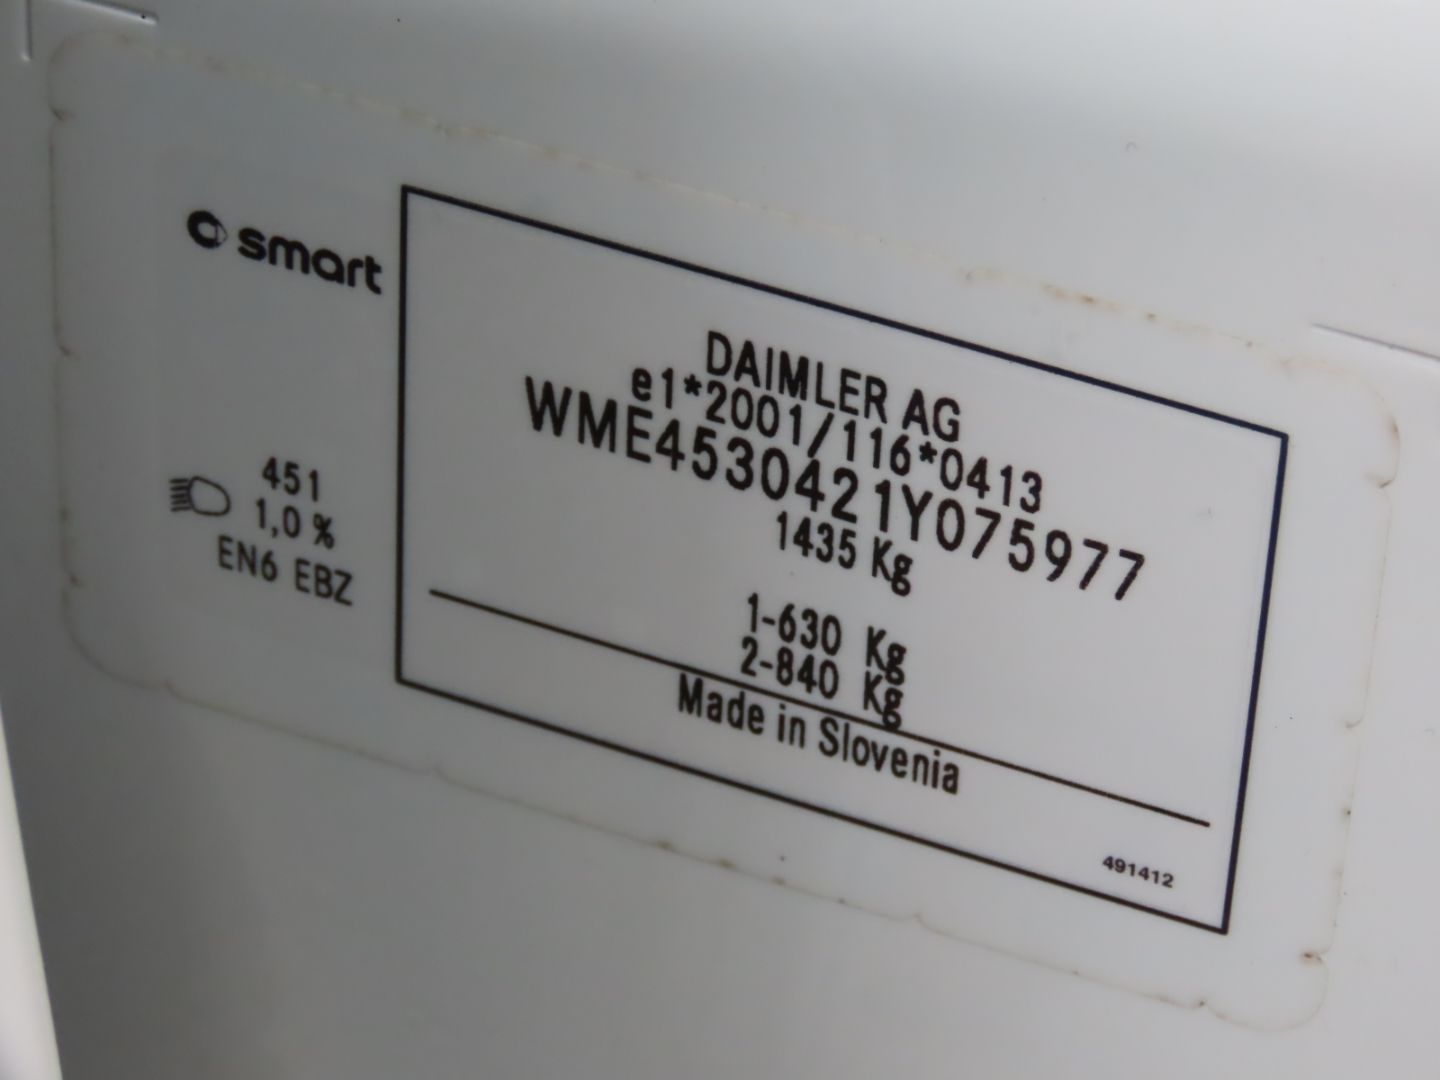 smart
DAIMLER AG
e1*2001/116*0413
WME4530421Y075977
1435 Kg
1-630 Kg
2-840 Kg
Made in Slovenia
491412
451
1,0 %
EN6 EBZ